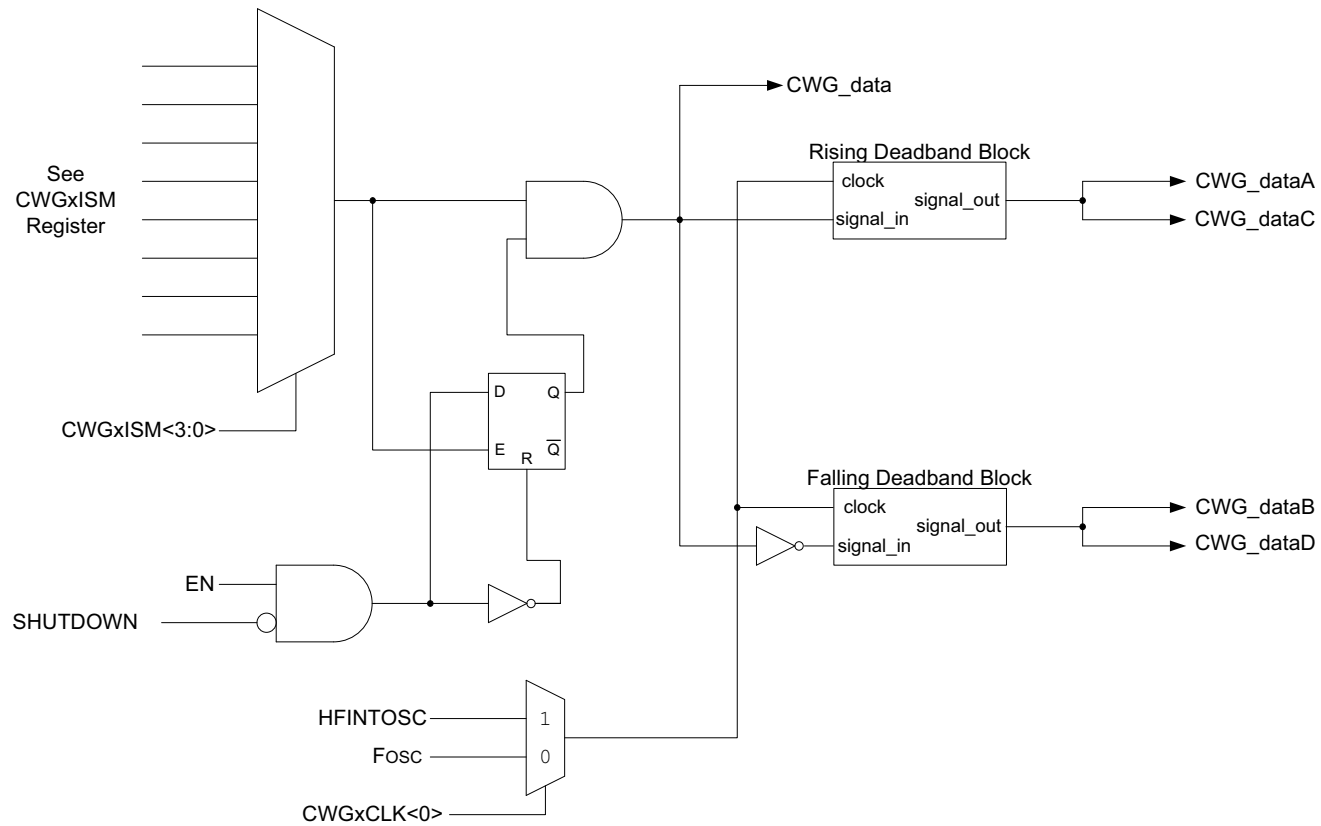 See
CWGxISM
Register
CWGxISM<3:0>
CWG_data
Rising Deadband Block
clock
signal_in
signal_out
CWG_dataA
CWG_dataC
D
Q
E
Q̅
R
EN
SHUTDOWN
Falling Deadband Block
clock
signal_in
signal_out
CWG_dataB
CWG_dataD
HFINTOSC
1
FOSC
0
CWGxCLK<0>